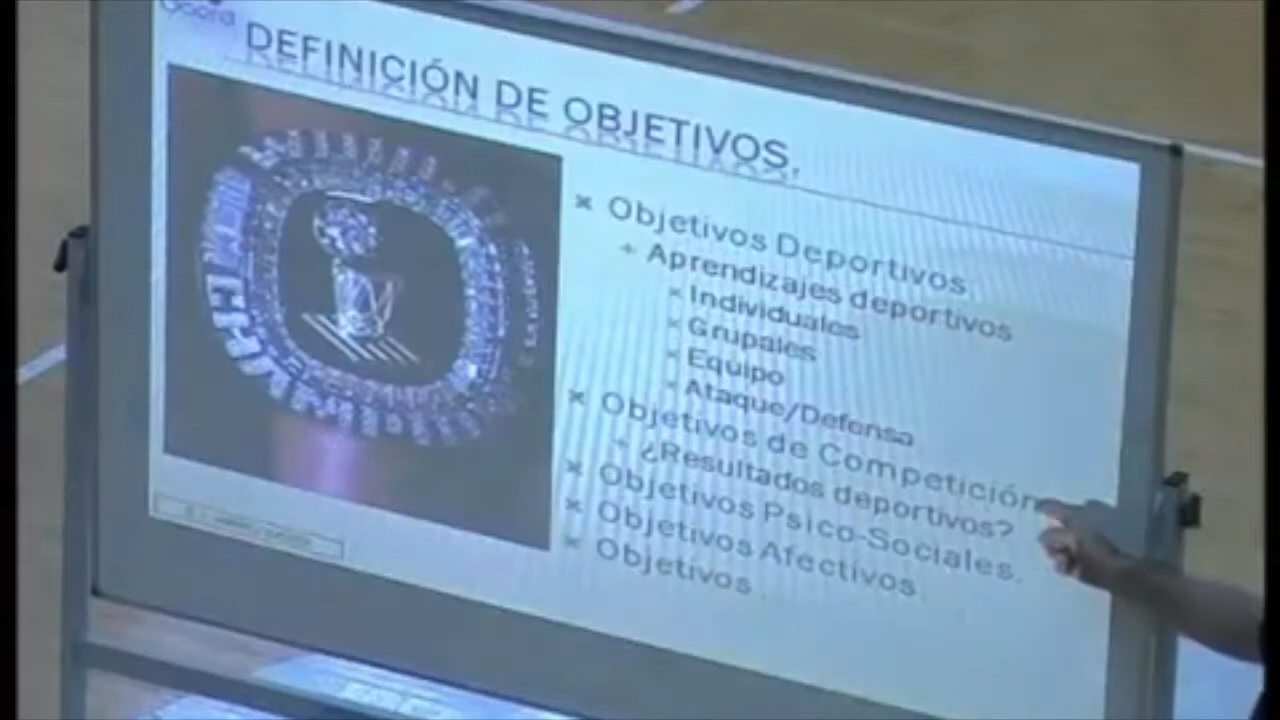 DEFINICIÓN DE OBJETIVOS.
Objetivos Deportivos.
Aprendizajes deportivos
Individuales
Grupales
Equipo
Ataque/Defensa
Objetivos de Competición
¿Resultados deportivos?
Objetivos Psico-Sociales.
Objetivos Afectivos.
Objetivos .